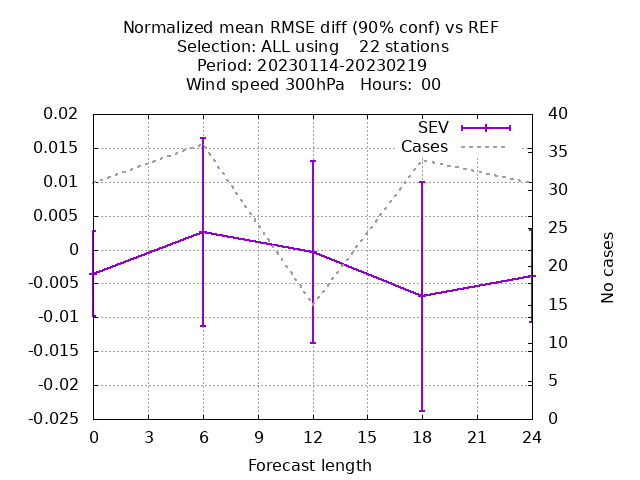 Normalized mean RMSE diff (90% conf) vs REF
Selection: ALL using    22 stations
Period: 20230114-20230219
Wind speed 300hPa   Hours:  00
SEV
Cases
0.02
0.015
0.01
0.005
0
-0.005
-0.01
-0.015
-0.02
-0.025
40
35
30
25
20
15
10
5
0
No cases
0 3 6 9 12 15 18 21 24
Forecast length